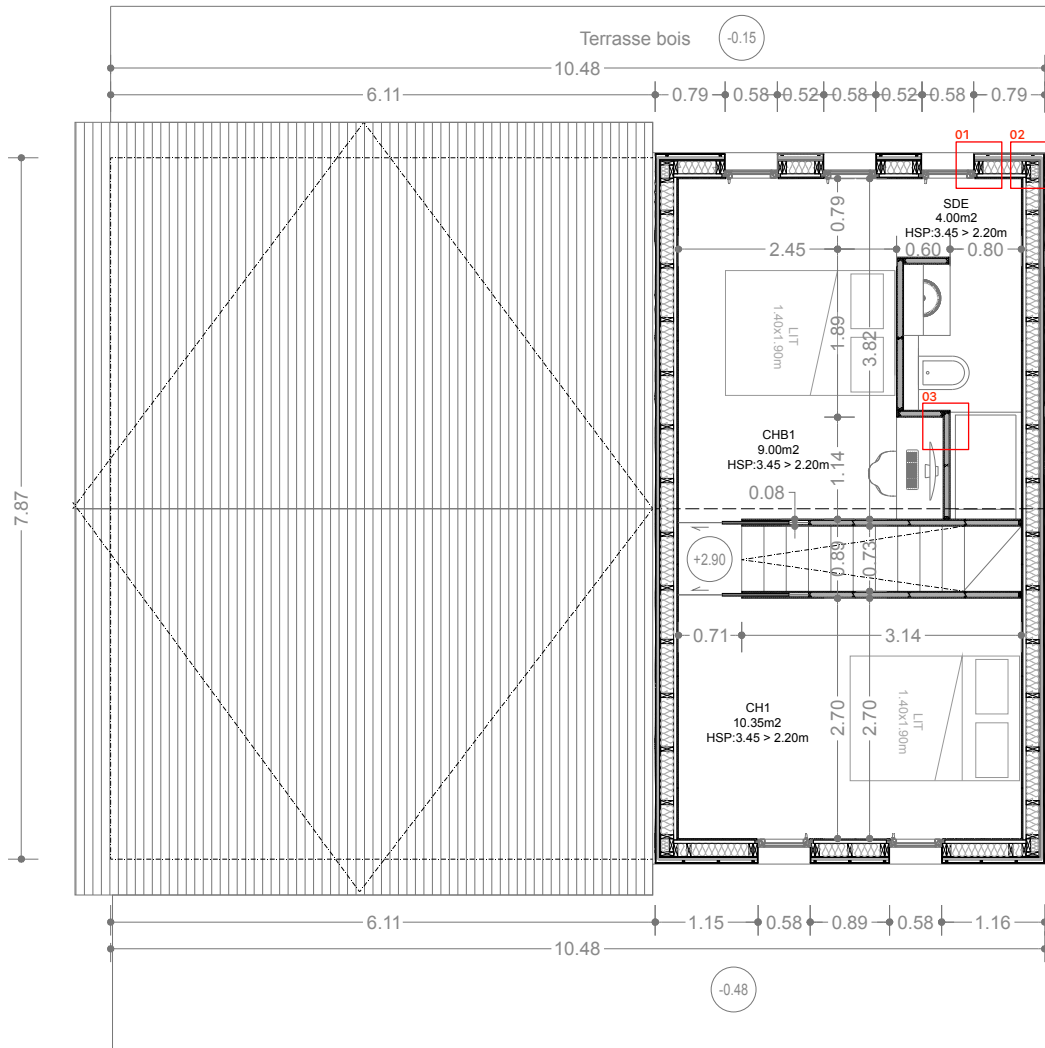 Terrasse bois -0.15
10.48
6.11 0.79 0.58 0.52 0.58 0.52 0.58 0.79
01 02
SDE
4.00m2
HSP:3.45 > 2.20m
0.79
2.45 0.60 0.80
LIT
1.40x1.90m
1.89
3.82
03
CHB1
9.00m2
HSP:3.45 > 2.20m
1.14
7.87
0.08
+2.90
0.89 0.73
0.71 3.14
CH1
10.35m2
HSP:3.45 > 2.20m
2.70 2.70
LIT
1.40x1.90m
6.11 1.15 0.58 0.89 0.58 1.16
10.48
-0.48